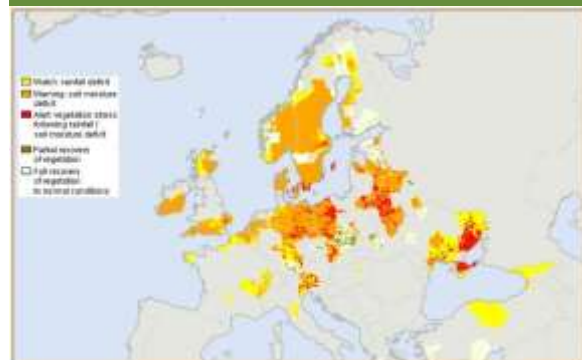 Watch: rainfall deficit
Warning: soil moisture
deficit
Alert: vegetation stress
following rainfall /
soil moisture deficit
Partial recovery
of vegetation
Full recovery
of vegetation
to normal conditions